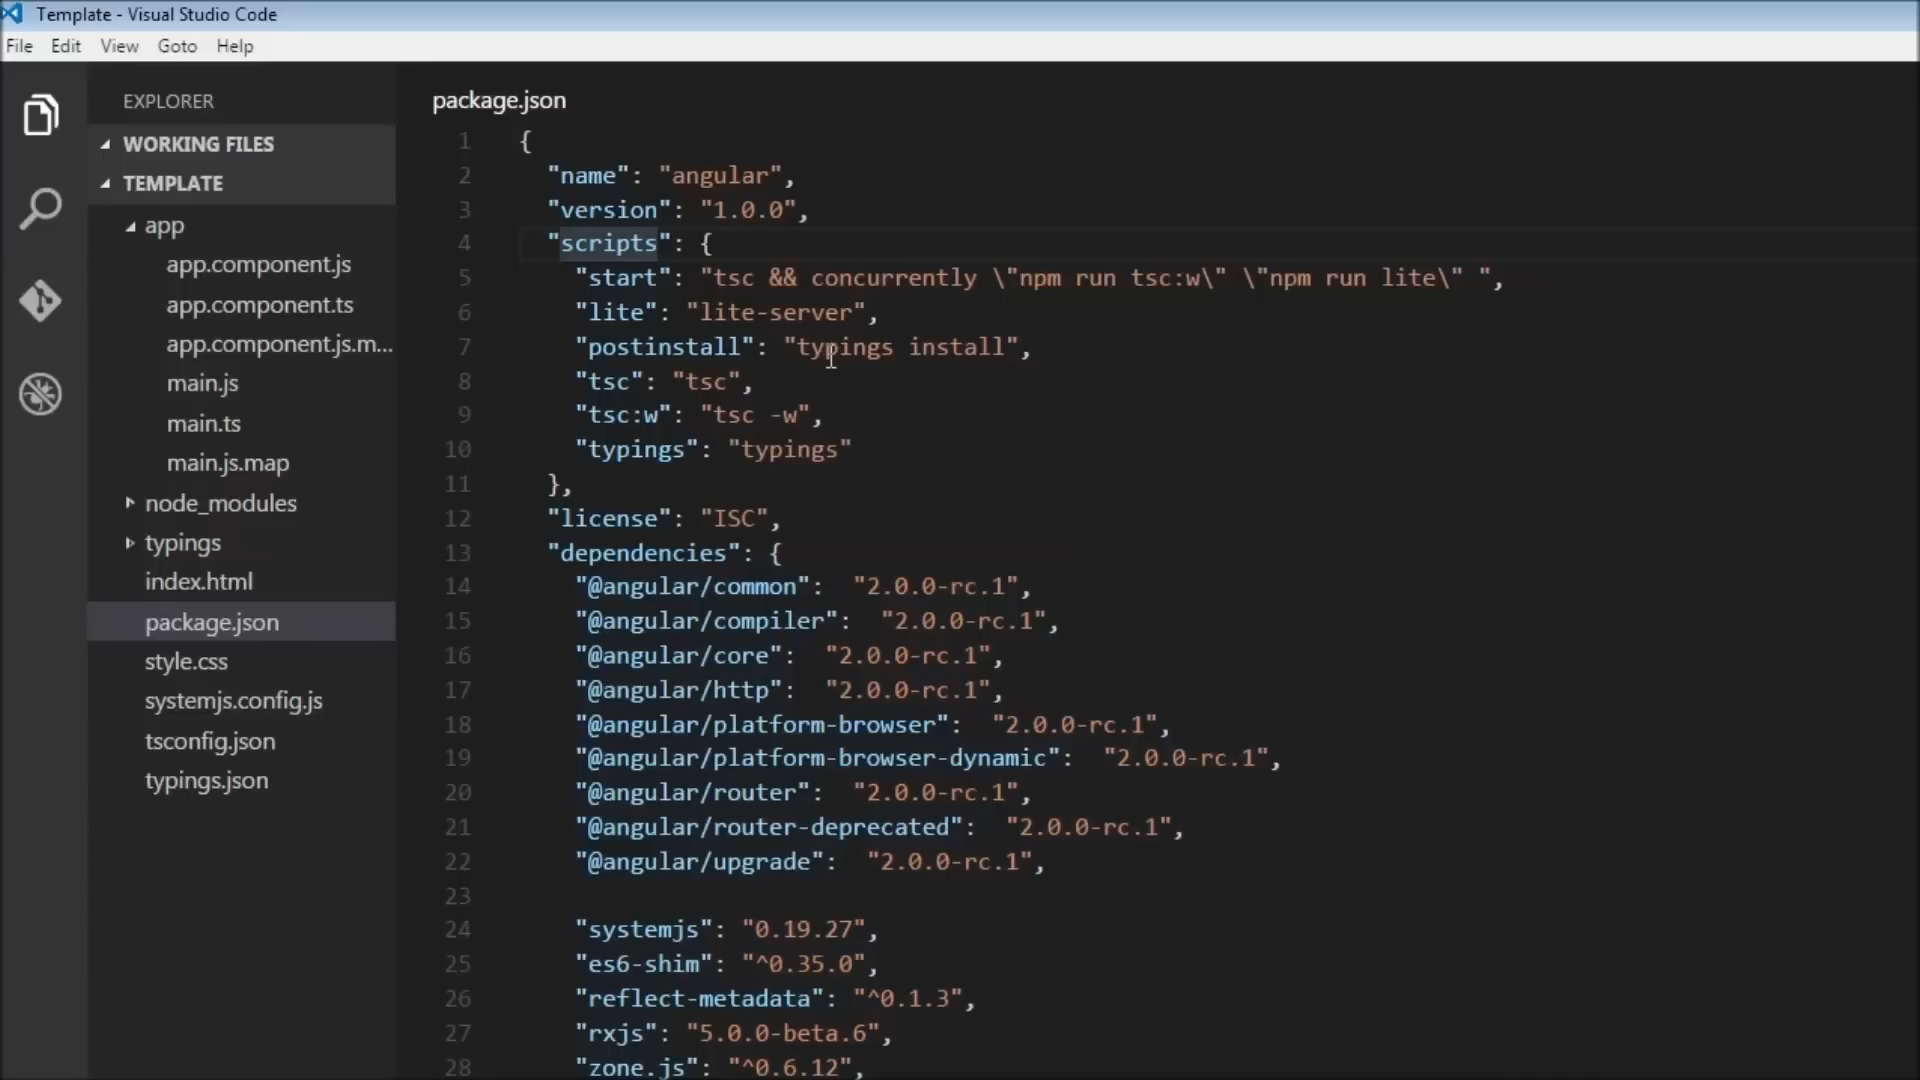 Template - Visual Studio Code
File Edit View Goto Help
EXPLORER
WORKING FILES
TEMPLATE
app
app.component.js
app.component.ts
app.component.js.m...
main.js
main.ts
main.js.map
node_modules
typings
index.html
package.json
style.css
systemjs.config.js
tsconfig.json
typings.json
package.json
1 {
2 "name": "angular",
3 "version": "1.0.0",
4 "scripts": {
5 "start": "tsc && concurrently \"npm run tsc:w\" \"npm run lite\" ",
6 "lite": "lite-server",
7 "postinstall": "typings install",
8 "tsc": "tsc",
9 "tsc:w": "tsc -w",
10 "typings": "typings"
11 },
12 "license": "ISC",
13 "dependencies": {
14 "@angular/common":  "2.0.0-rc.1",
15 "@angular/compiler":  "2.0.0-rc.1",
16 "@angular/core":  "2.0.0-rc.1",
17 "@angular/http":  "2.0.0-rc.1",
18 "@angular/platform-browser":  "2.0.0-rc.1",
19 "@angular/platform-browser-dynamic":  "2.0.0-rc.1",
20 "@angular/router":  "2.0.0-rc.1",
21 "@angular/router-deprecated":  "2.0.0-rc.1",
22 "@angular/upgrade":  "2.0.0-rc.1",
23
24 "systemjs": "0.19.27",
25 "es6-shim": "^0.35.0",
26 "reflect-metadata": "^0.1.3",
27 "rxjs": "5.0.0-beta.6",
28 "zone.js": "^0.6.12",